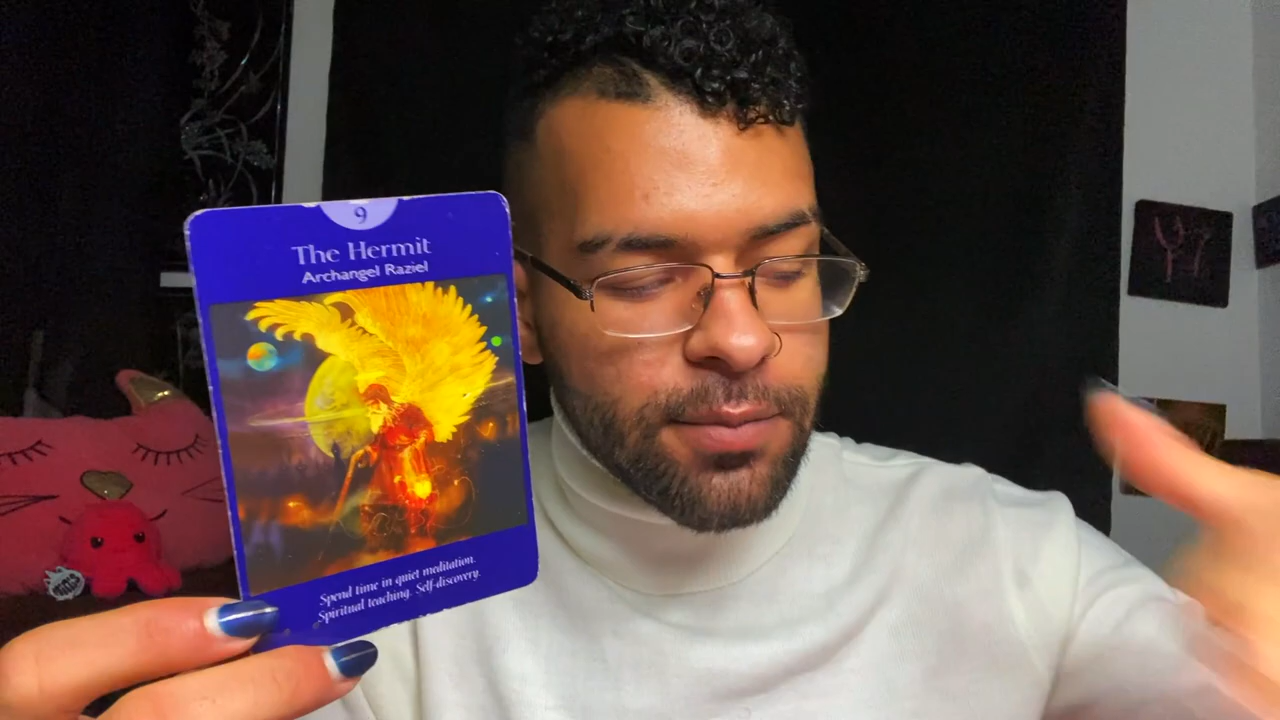 9
The Hermit
Archangel Raziel
Spend time in quiet meditation.
Spiritual teaching. Self-discovery.